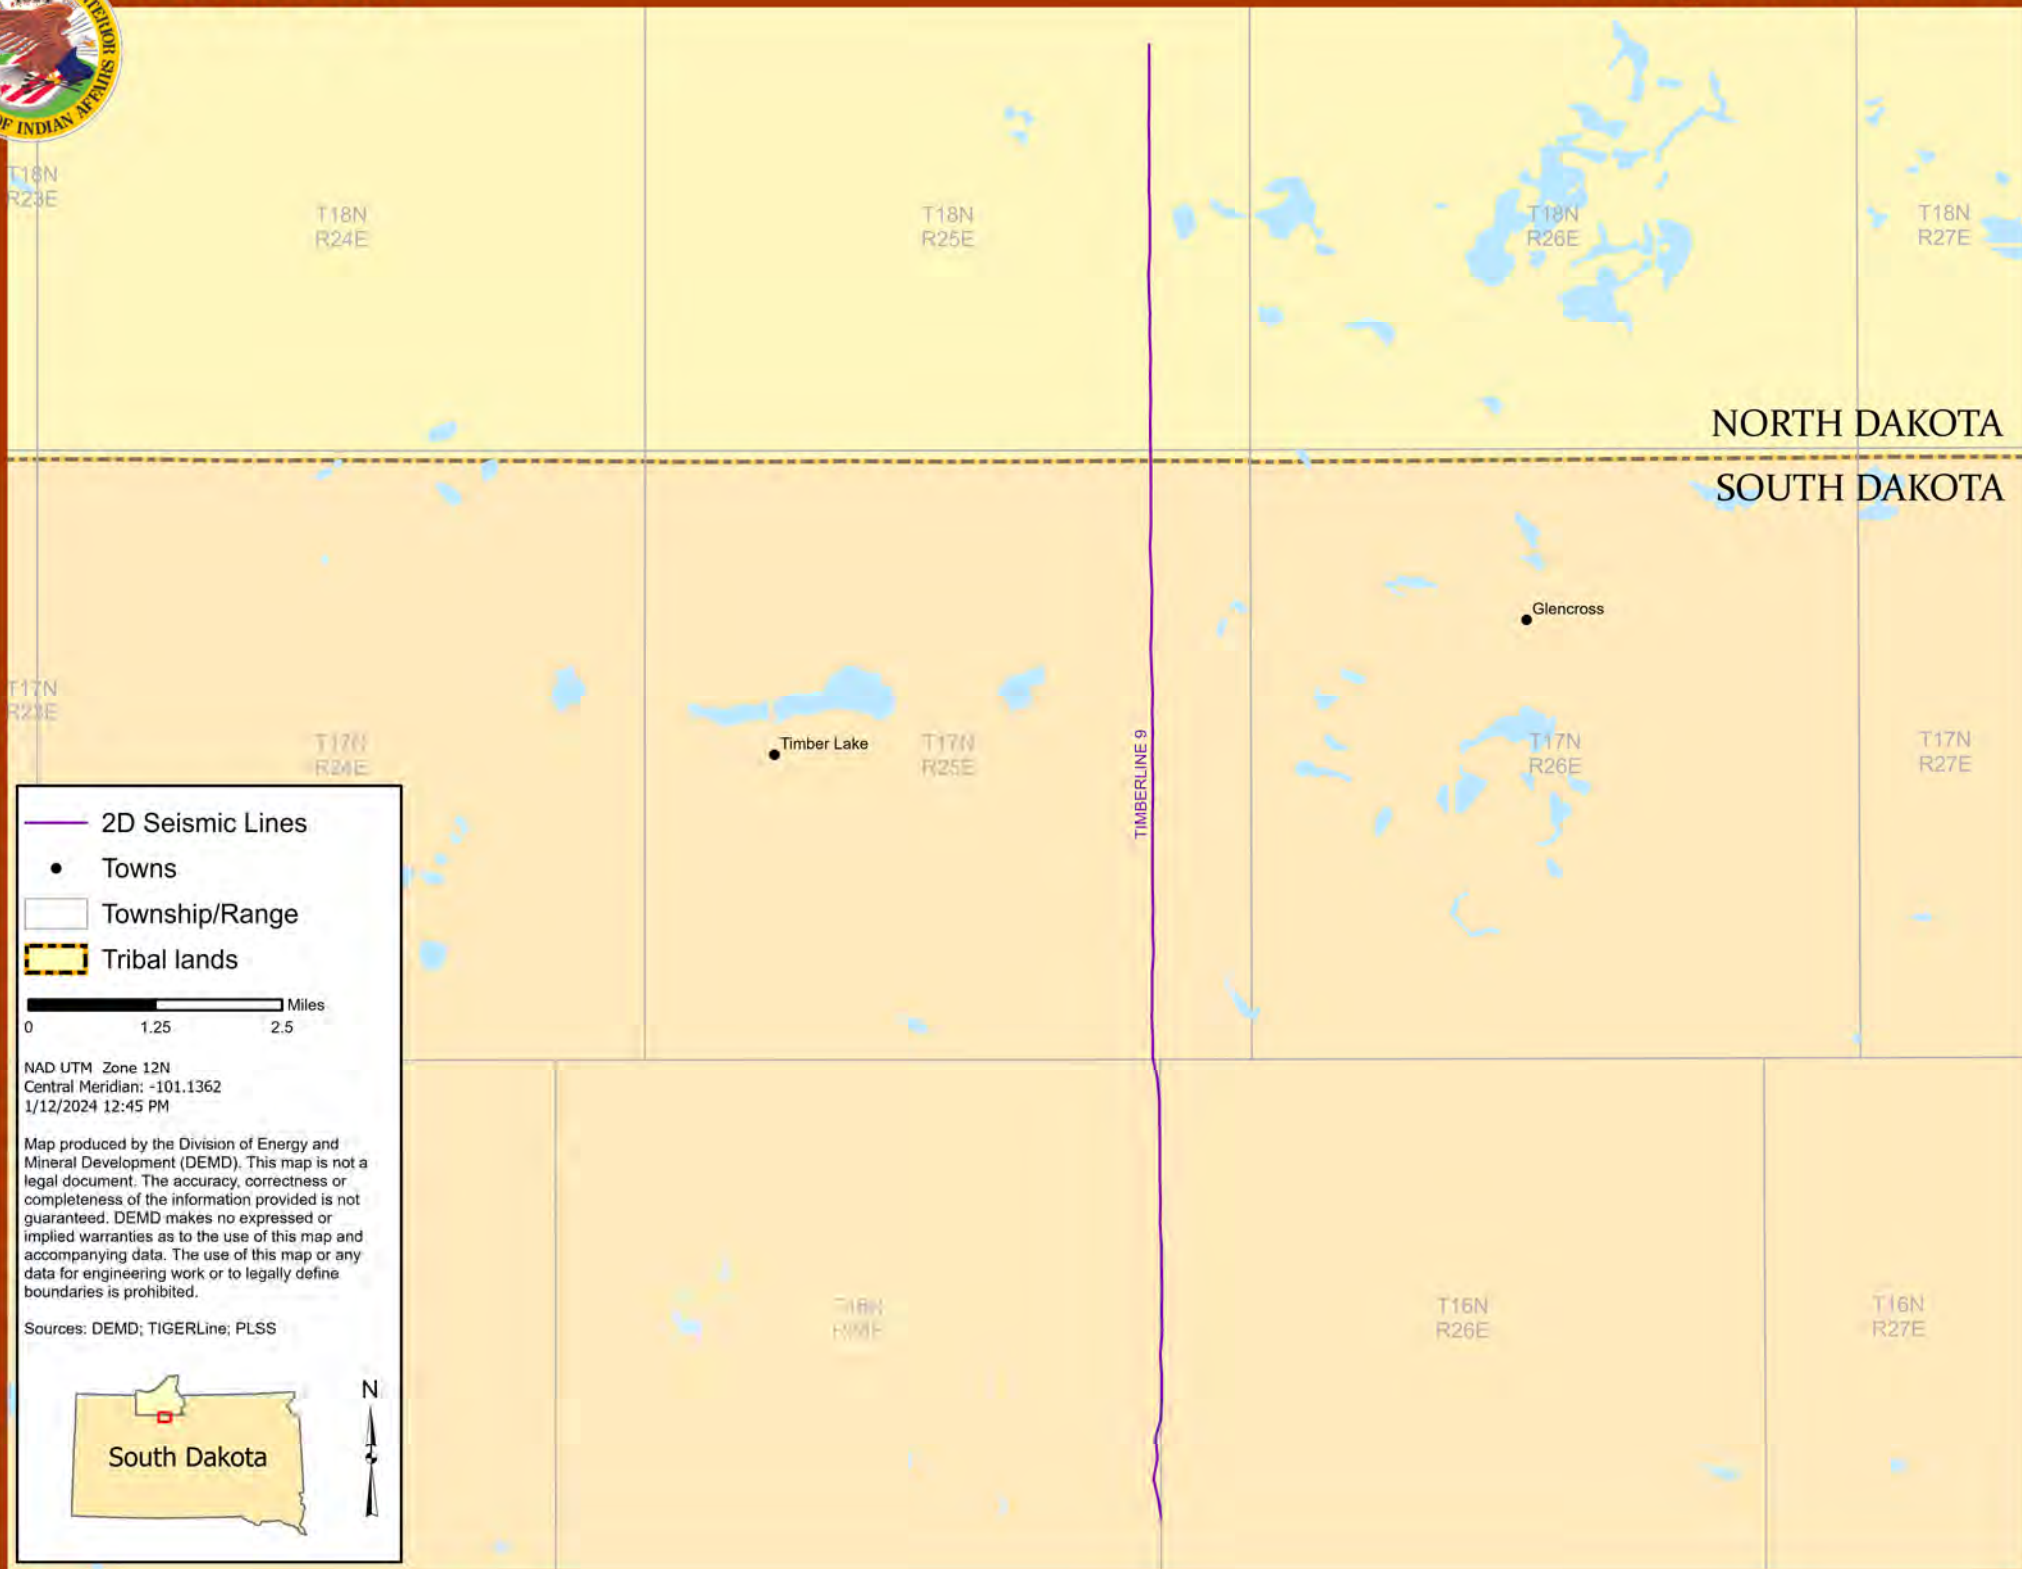 TERIOR
OF INDIAN AFFAIRS
T18N
R23E
T18N
R24E
T18N
R25E
T18N
R26E
T18N
R27E
NORTH DAKOTA
SOUTH DAKOTA
Glencross
T17N
R23E
T17N
R24E
Timber Lake
T17N
R25E
TIMBERLINE 9
T17N
R26E
T17N
R27E
2D Seismic Lines
Towns
Township/Range
Tribal lands
Miles
0 1.25 2.5
NAD UTM Zone 12N
Central Meridian: -101.1362
1/12/2024 12:45 PM
Map produced by the Division of Energy and
Mineral Development (DEMD). This map is not a
legal document. The accuracy, correctness or
completeness of the information provided is not
guaranteed. DEMD makes no expressed or
implied warranties as to the use of this map and
accompanying data. The use of this map or any
data for engineering work or to legally define
boundaries is prohibited.
Sources: DEMD; TIGERLine; PLSS
N
South Dakota
T16N
R26E
T16N
R27E